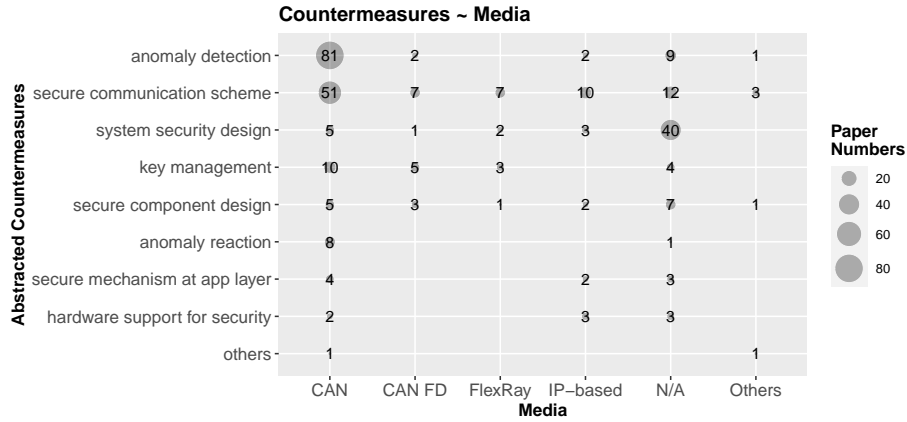 Countermeasures ~ Media
Abstracted Countermeasures
anomaly detection 81 2 2 9 1
secure communication scheme 51 7 7 10 12 3
system security design 5 1 2 3 40
key management 10 5 3 4
secure component design 5 3 1 2 7 1
anomaly reaction 8 1
secure mechanism at app layer 4 2 3
hardware support for security 2 3 3
others 1 1
CAN CAN FD FlexRay IP−based N/A Others
Media
Paper
Numbers
20
40
60
80